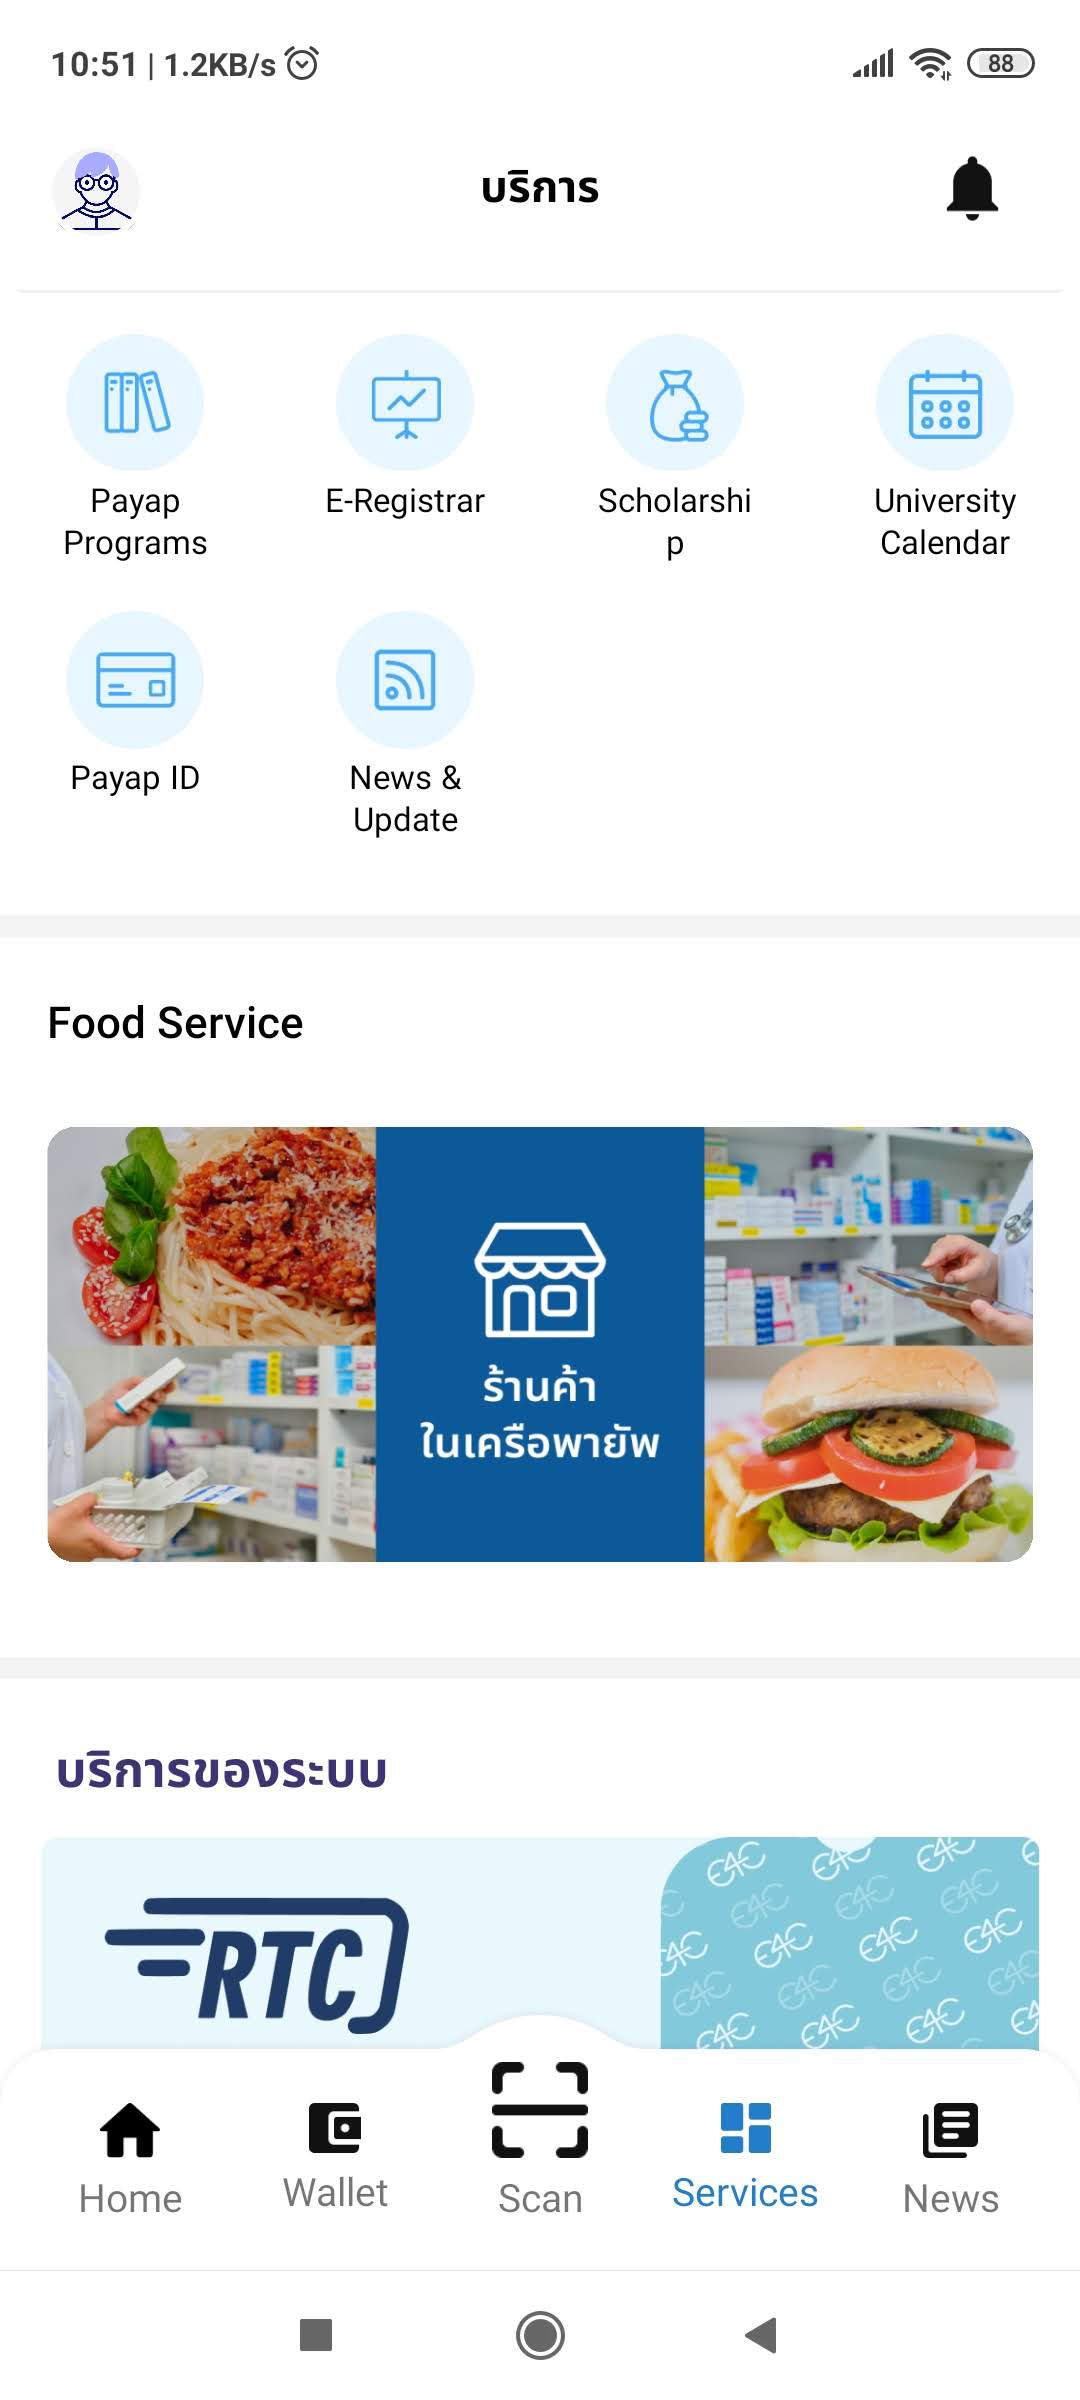 10:51 | 1.2KB/s
88
บริการ
Payap
Programs
E-Registrar
Scholarshi
p
University
Calendar
Payap ID
News &
Update
Food Service
ร้านค้า
ในเครือพายัพ
บริการของระบบ
RTC
Home
Wallet
Scan
Services
News